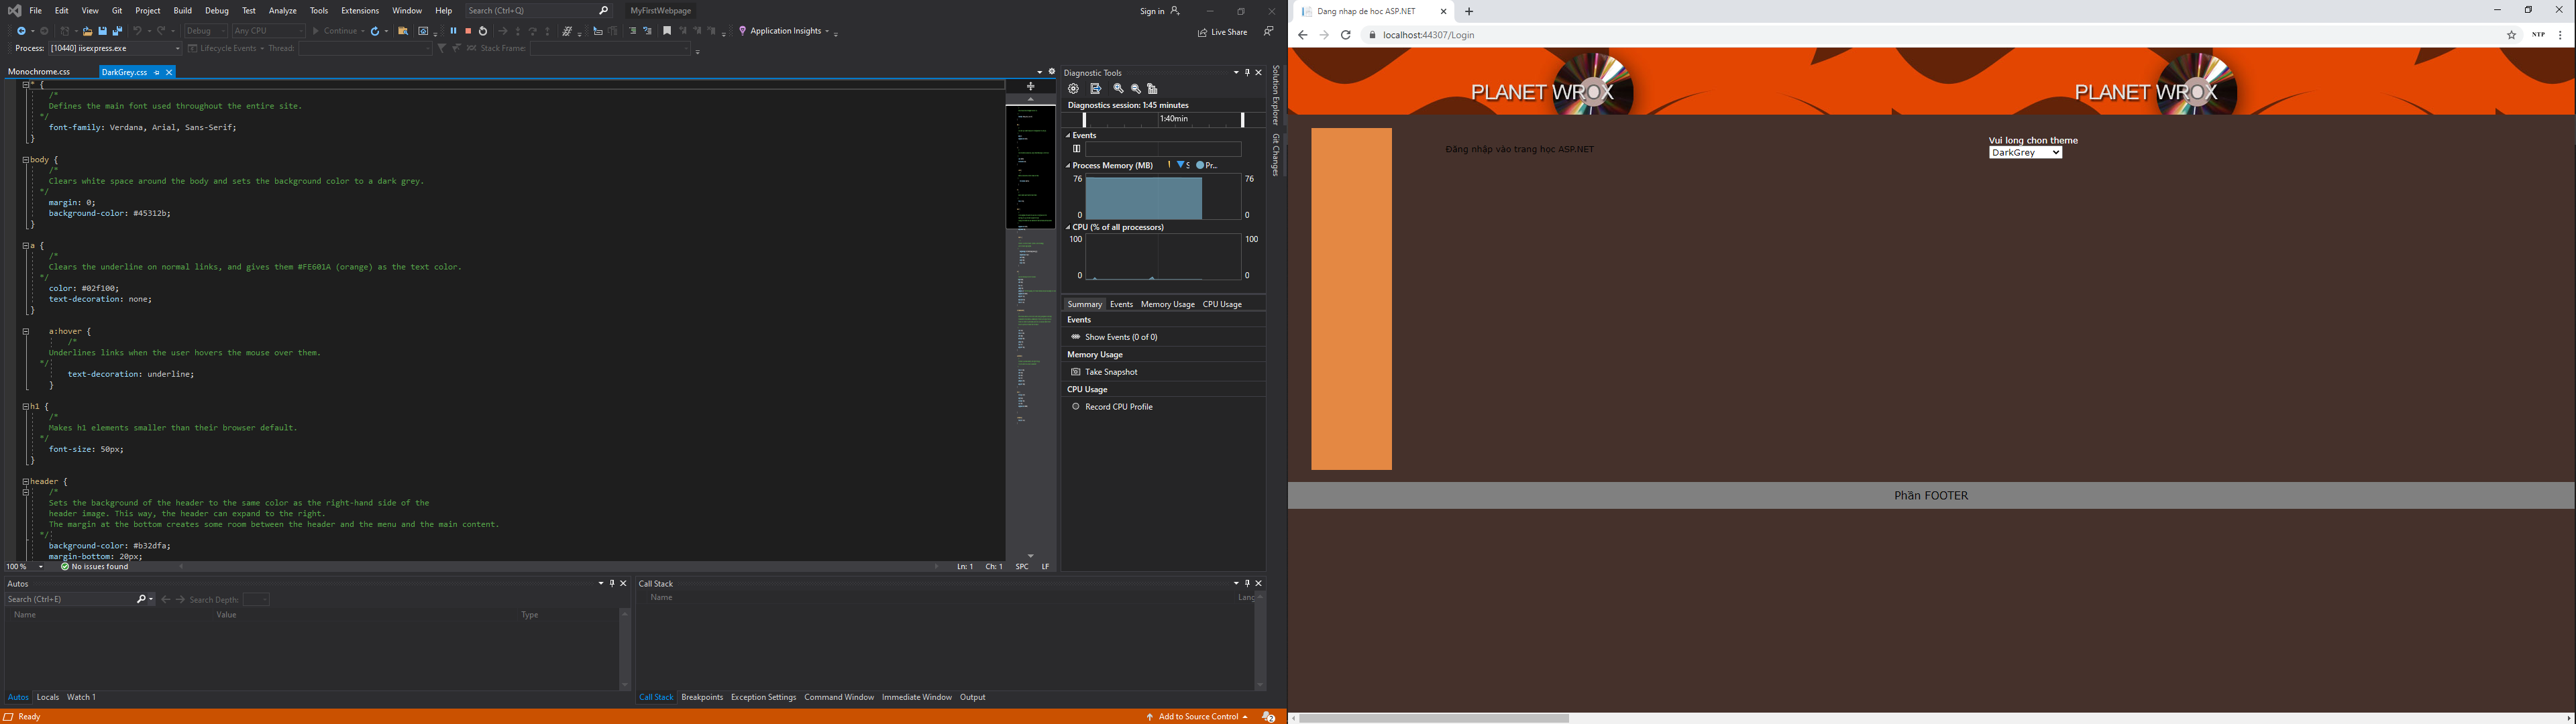 File Edit View Git Project Build Debug Test Analyze Tools Extensions Window Help Search (Ctrl+Q) MyFirstWebpage Sign in
Debug Any CPU Continue Application Insights Live Share
Process: [10440] iisexpress.exe Lifecycle Events Thread: Stack Frame:
Monochrome.css DarkGrey.css
* {
/*
Defines the main font used throughout the entire site.
*/
font-family: Verdana, Arial, Sans-Serif;
}
body {
/*
Clears white space around the body and sets the background color to a dark grey.
*/
margin: 0;
background-color: #45312b;
}
a {
/*
Clears the underline on normal links, and gives them #FE601A (orange) as the text color.
*/
color: #02f100;
text-decoration: none;
}
a:hover {
/*
Underlines links when the user hovers the mouse over them.
*/
text-decoration: underline;
}
h1 {
/*
Makes h1 elements smaller than their browser default.
*/
font-size: 50px;
}
header {
/*
Sets the background of the header to the same color as the right-hand side of the
header image. This way, the header can expand to the right.
The margin at the bottom creates some room between the header and the menu and the main content.
*/
background-color: #b32dfa;
margin-bottom: 20px;
100 % No issues found Ln: 1 Ch: 1 SPC LF
Diagnostic Tools
Diagnostics session: 1:45 minutes
1:40min
Events
Process Memory (MB) S Pr...
76 76
0 0
CPU (% of all processors)
100 100
0 0
Summary Events Memory Usage CPU Usage
Events
Show Events (0 of 0)
Memory Usage
Take Snapshot
CPU Usage
Record CPU Profile
Solution Explorer
Git Changes
Autos
Search (Ctrl+E) Search Depth:
Name Value Type
Autos Locals Watch 1
Call Stack
Name Lang
Call Stack Breakpoints Exception Settings Command Window Immediate Window Output
Ready Add to Source Control 2
Dang nhap de hoc ASP.NET
localhost:44307/Login NTP
PLANET WROX PLANET WROX
Đăng nhập vào trang học ASP.NET
Vui long chon theme
DarkGrey
Phần FOOTER